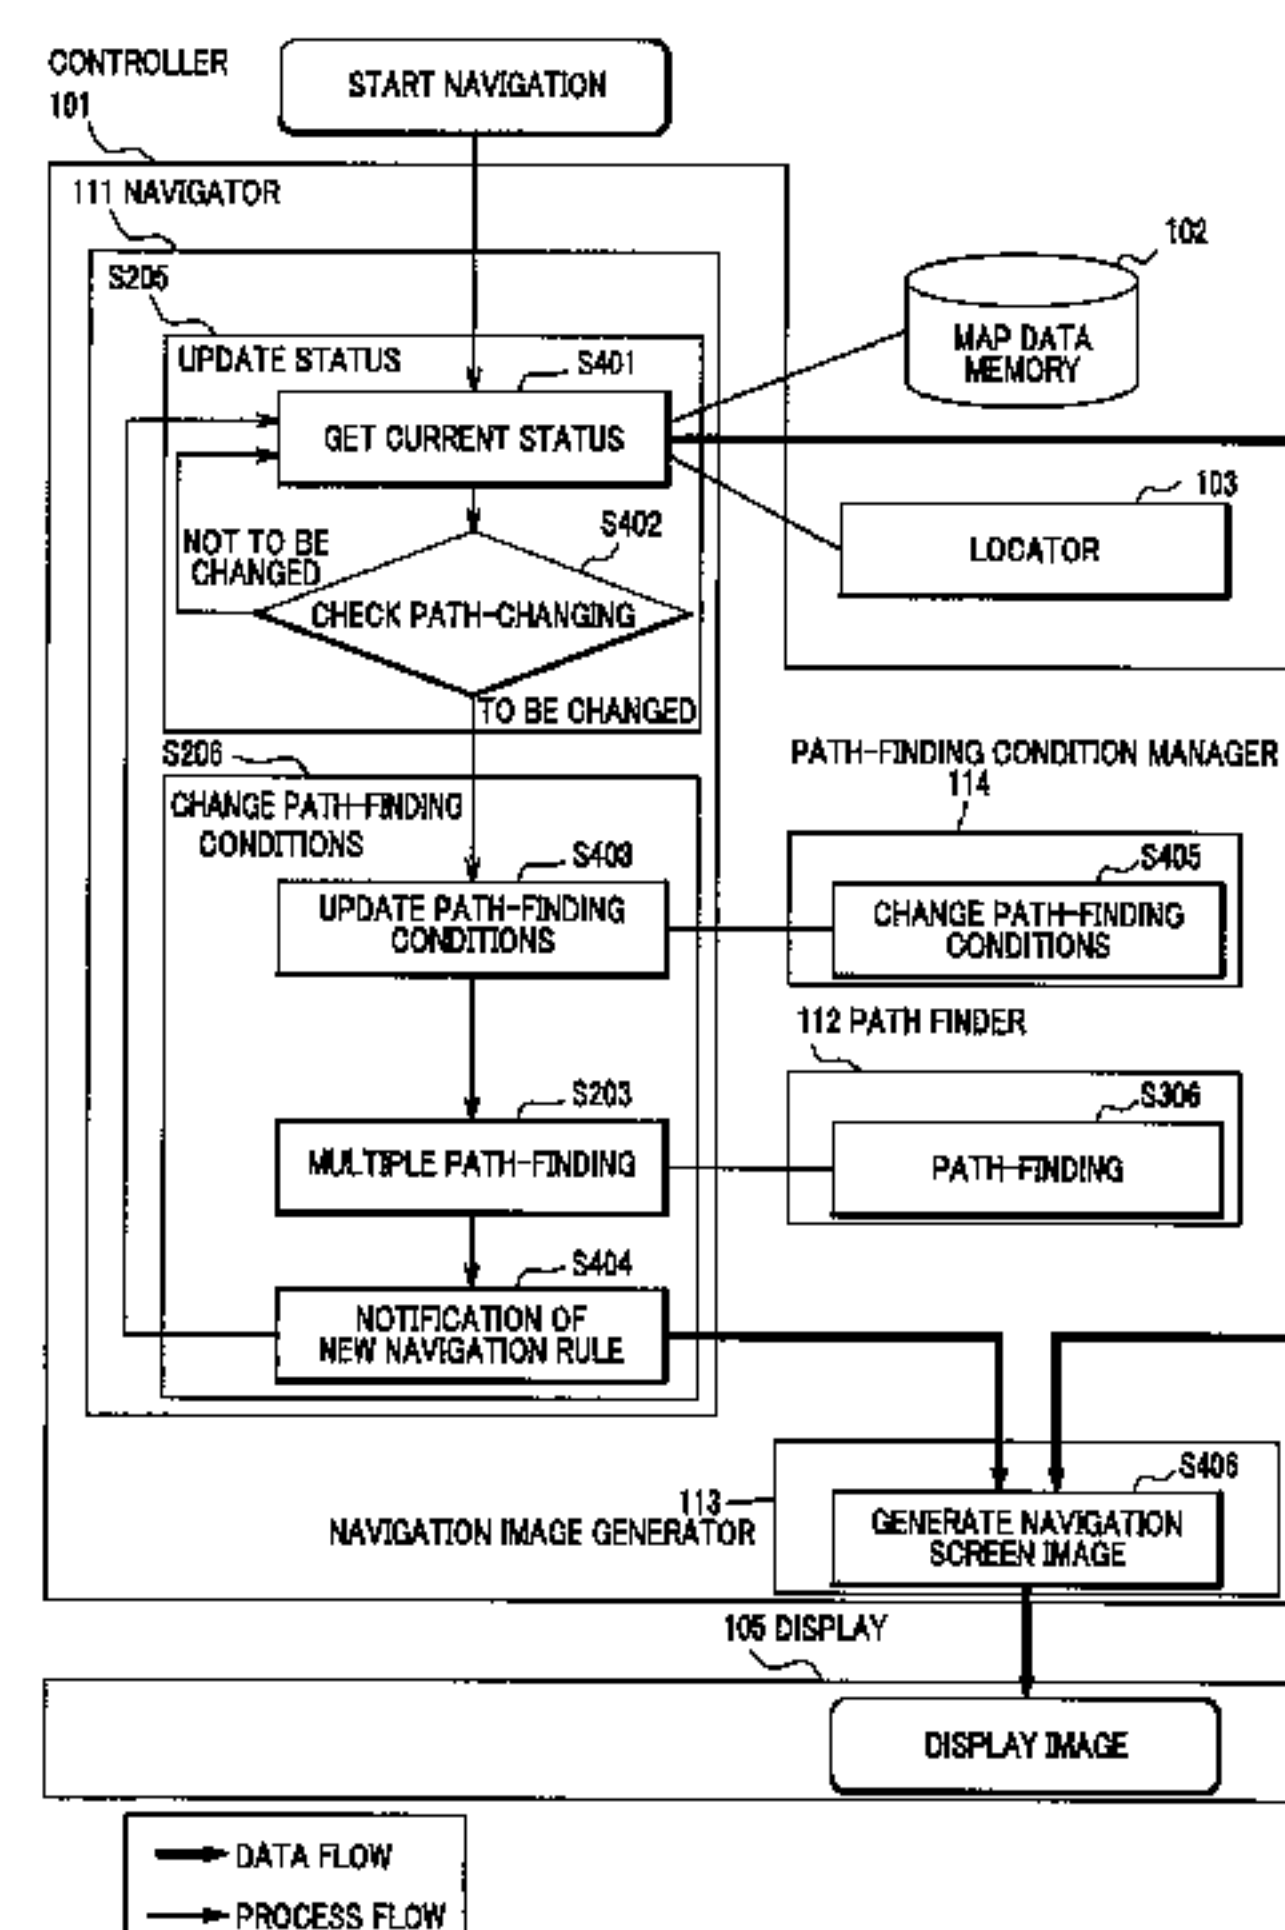 CONTROLLER
101
START NAVIGATION
111 NAVIGATOR
S205
UPDATE STATUS
S401
GET CURRENT STATUS
102
MAP DATA
MEMORY
103
LOCATOR
NOT TO BE
CHANGED
S402
CHECK PATH-CHANGING
TO BE CHANGED
S206
CHANGE PATH-FINDING
CONDITIONS
S403
UPDATE PATH-FINDING
CONDITIONS
PATH-FINDING CONDITION MANAGER
114
S405
CHANGE PATH-FINDING
CONDITIONS
112 PATH FINDER
S203
MULTIPLE PATH-FINDING
S306
PATH-FINDING
S404
NOTIFICATION OF
NEW NAVIGATION RULE
113
NAVIGATION IMAGE GENERATOR
S406
GENERATE NAVIGATION
SCREEN IMAGE
105 DISPLAY
DISPLAY IMAGE
DATA FLOW
PROCESS FLOW